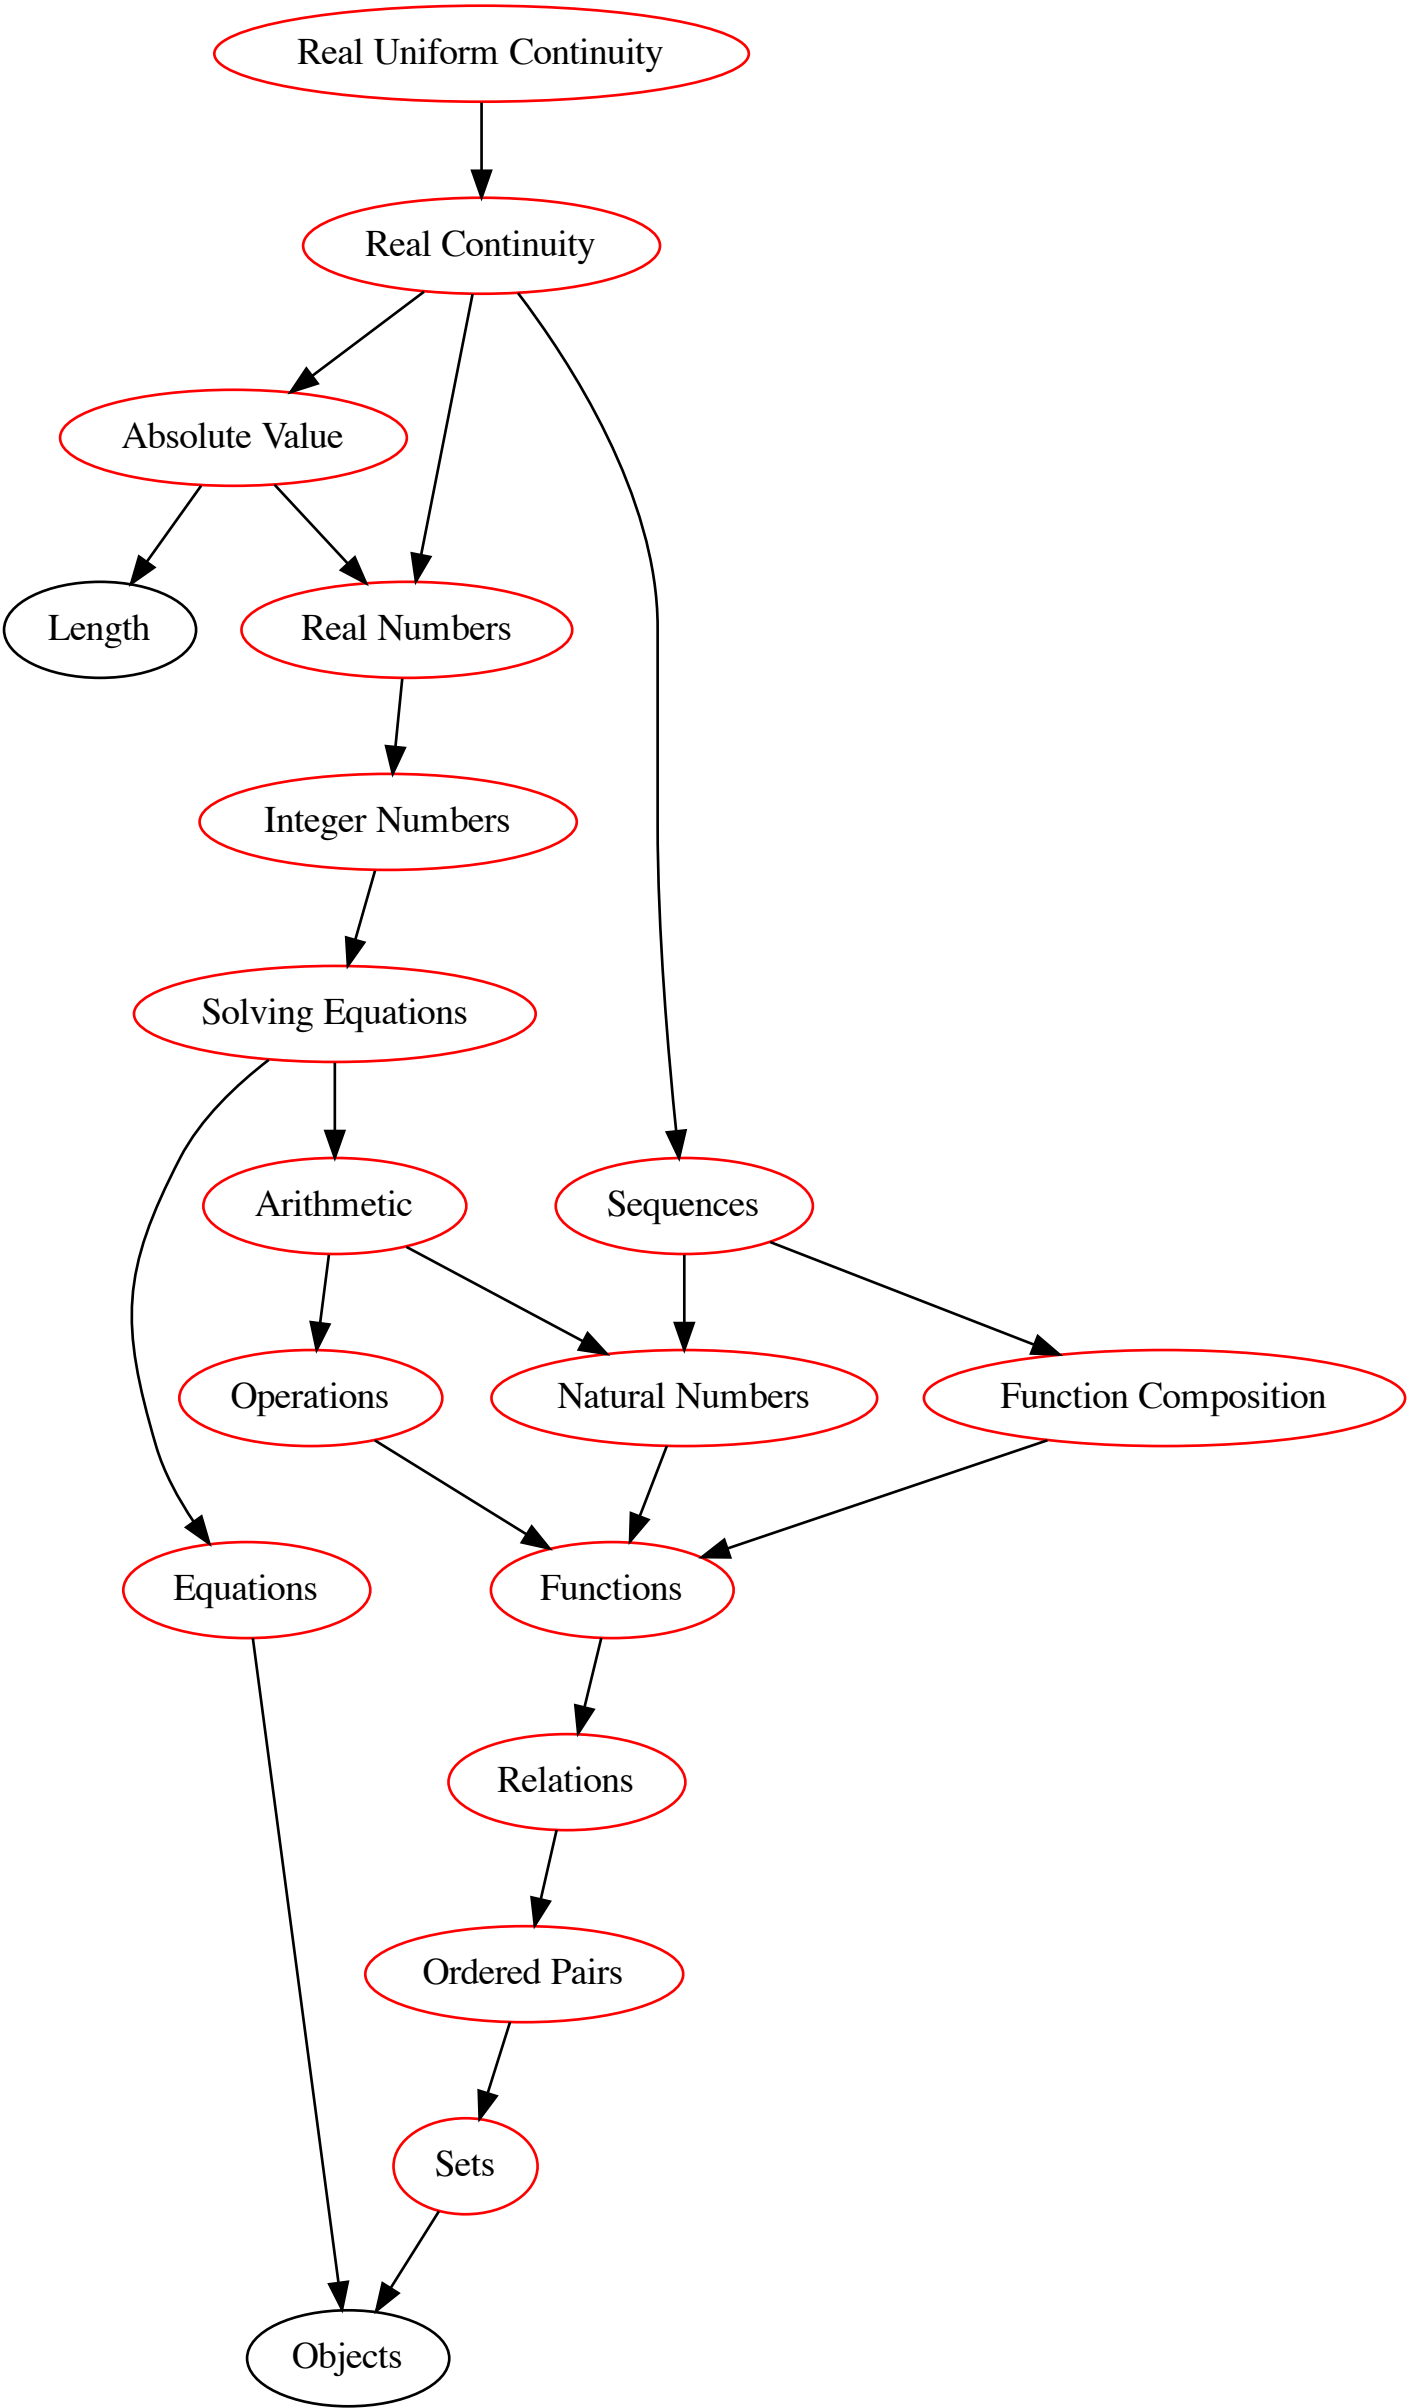 Real Uniform Continuity
Real Continuity
Absolute Value
Length
Real Numbers
Integer Numbers
Solving Equations
Arithmetic
Sequences
Operations
Natural Numbers
Function Composition
Equations
Functions
Relations
Ordered Pairs
Sets
Objects